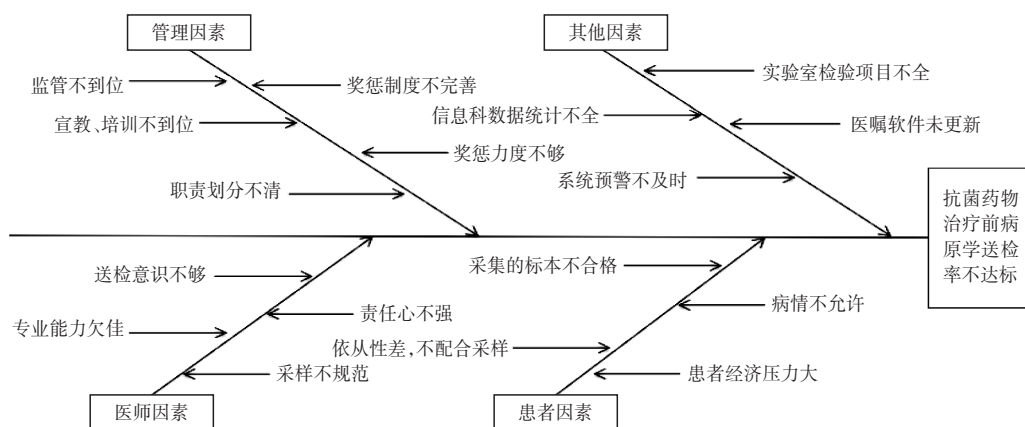 管理因素
其他因素
监管不到位
奖惩制度不完善
宣教、培训不到位
奖惩力度不够
职责划分不清
实验室检验项目不全
信息科数据统计不全
医嘱软件未更新
系统预警不及时
抗菌药物
治疗前病
原学送检
率不达标
送检意识不够
责任心不强
专业能力欠佳
采样不规范
医师因素
采集的标本不合格
病情不允许
依从性差,不配合采样
患者经济压力大
患者因素